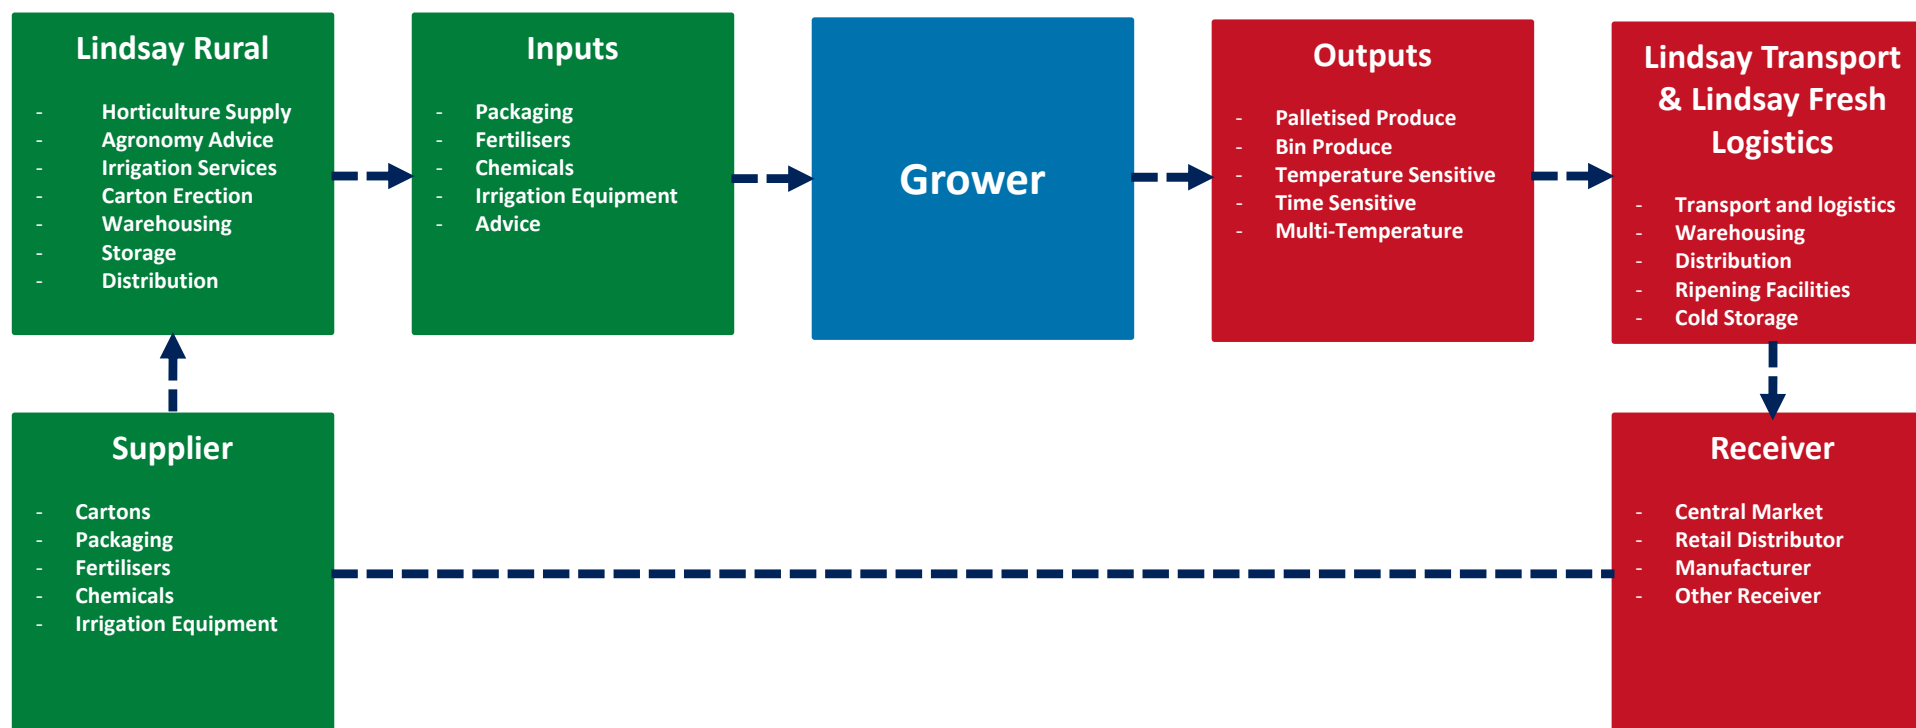 Lindsay Rural
- Horticulture Supply
- Agronomy Advice
- Irrigation Services
- Carton Erection
- Warehousing
- Storage
- Distribution
Inputs
- Packaging
- Fertilisers
- Chemicals
- Irrigation Equipment
- Advice
Grower
Outputs
- Palletised Produce
- Bin Produce
- Temperature Sensitive
- Time Sensitive
- Multi-Temperature
Lindsay Transport
& Lindsay Fresh
Logistics
- Transport and logistics
- Warehousing
- Distribution
- Ripening Facilities
- Cold Storage
Supplier
- Cartons
- Packaging
- Fertilisers
- Chemicals
- Irrigation Equipment
Receiver
- Central Market
- Retail Distributor
- Manufacturer
- Other Receiver